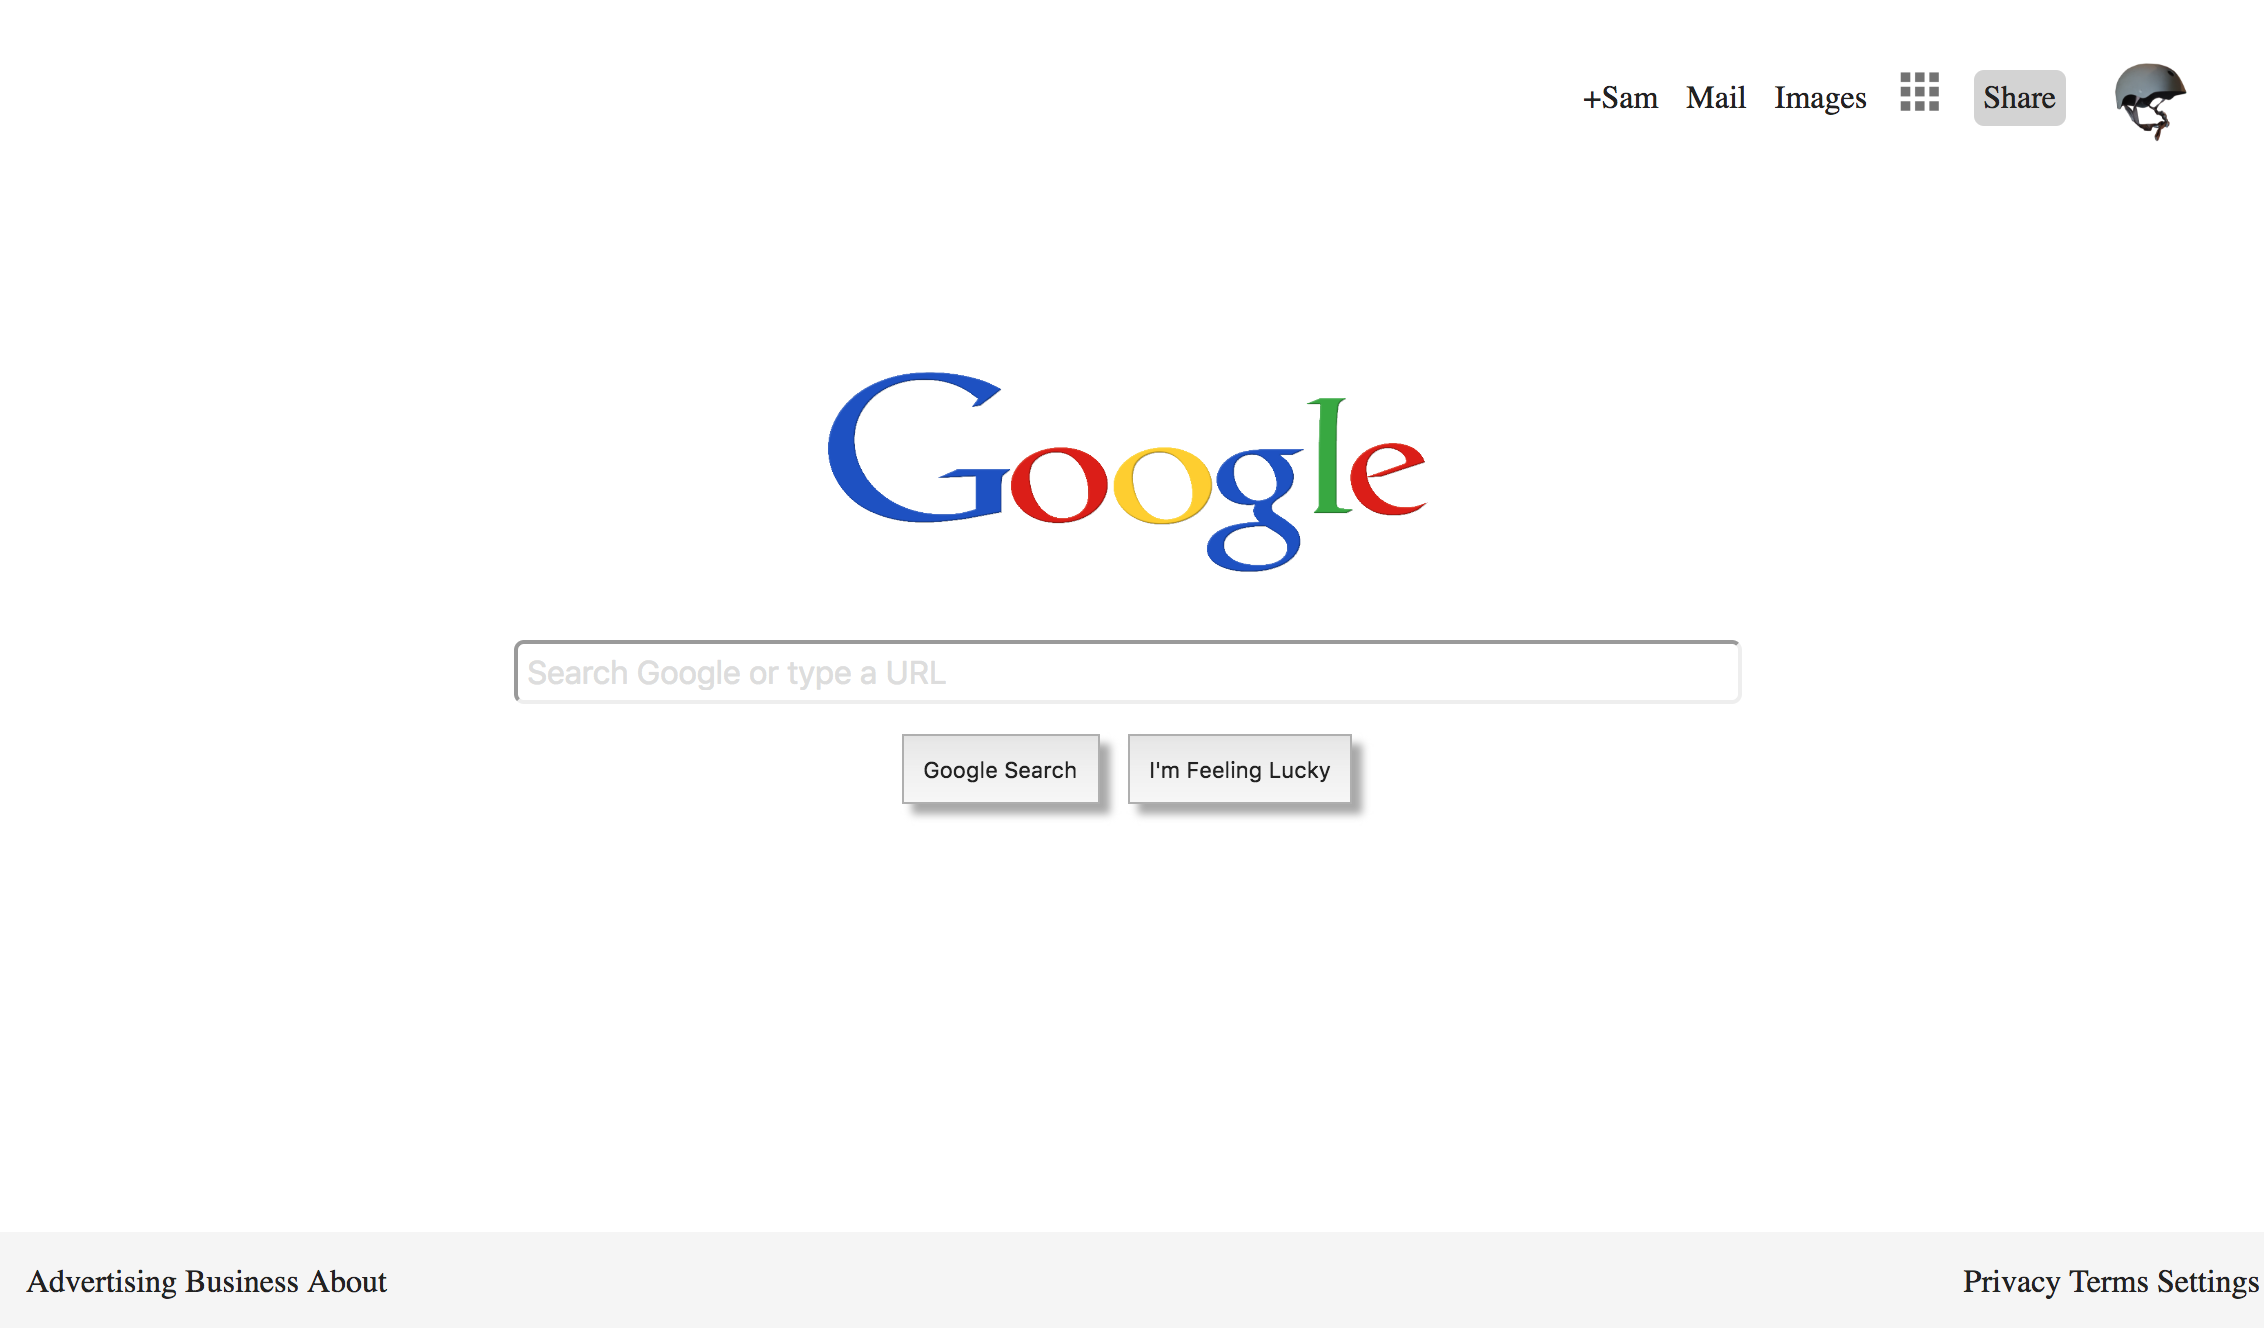 +Sam Mail Images Share
Google
Search Google or type a URL
Google Search I'm Feeling Lucky
Advertising Business About Privacy Terms Settings